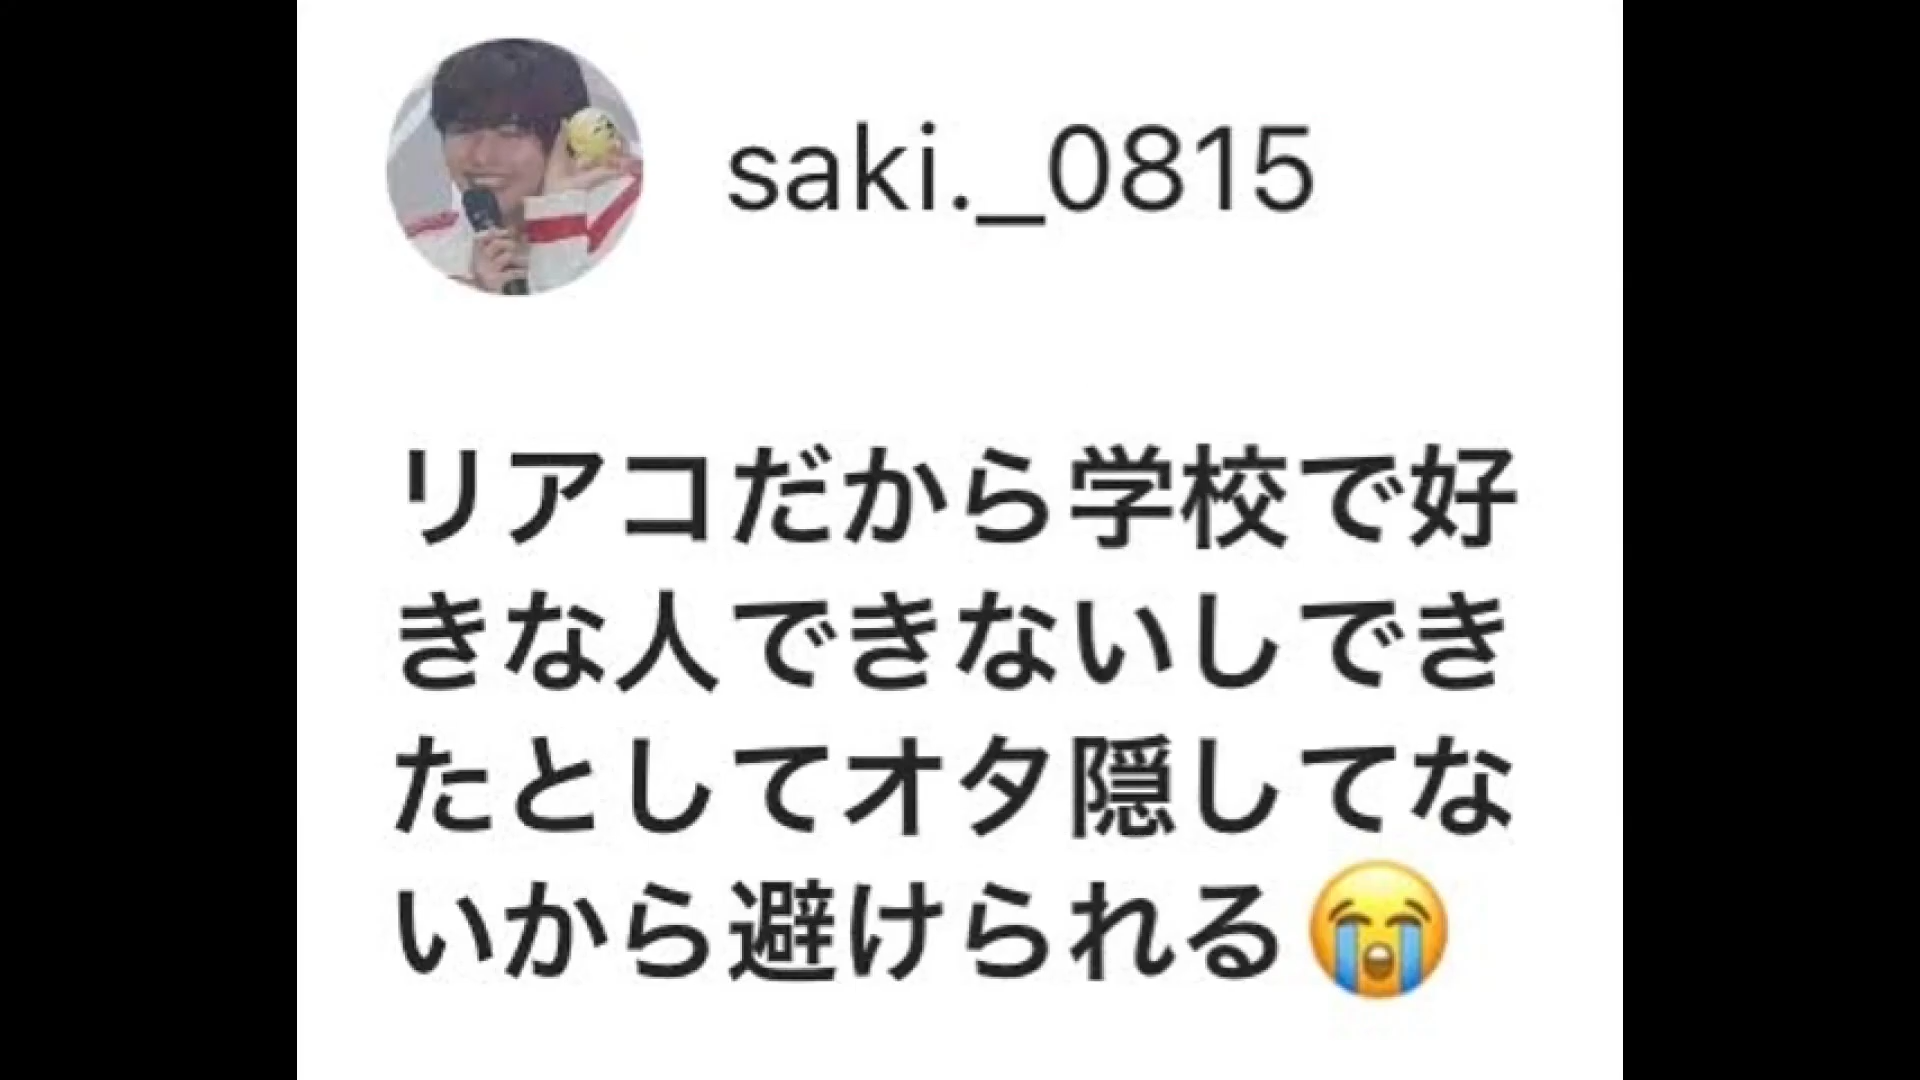 saki._0815
リアコだから学校で好
きな人できないしでき
たとしてオタ隠してな
いから避けられる😭